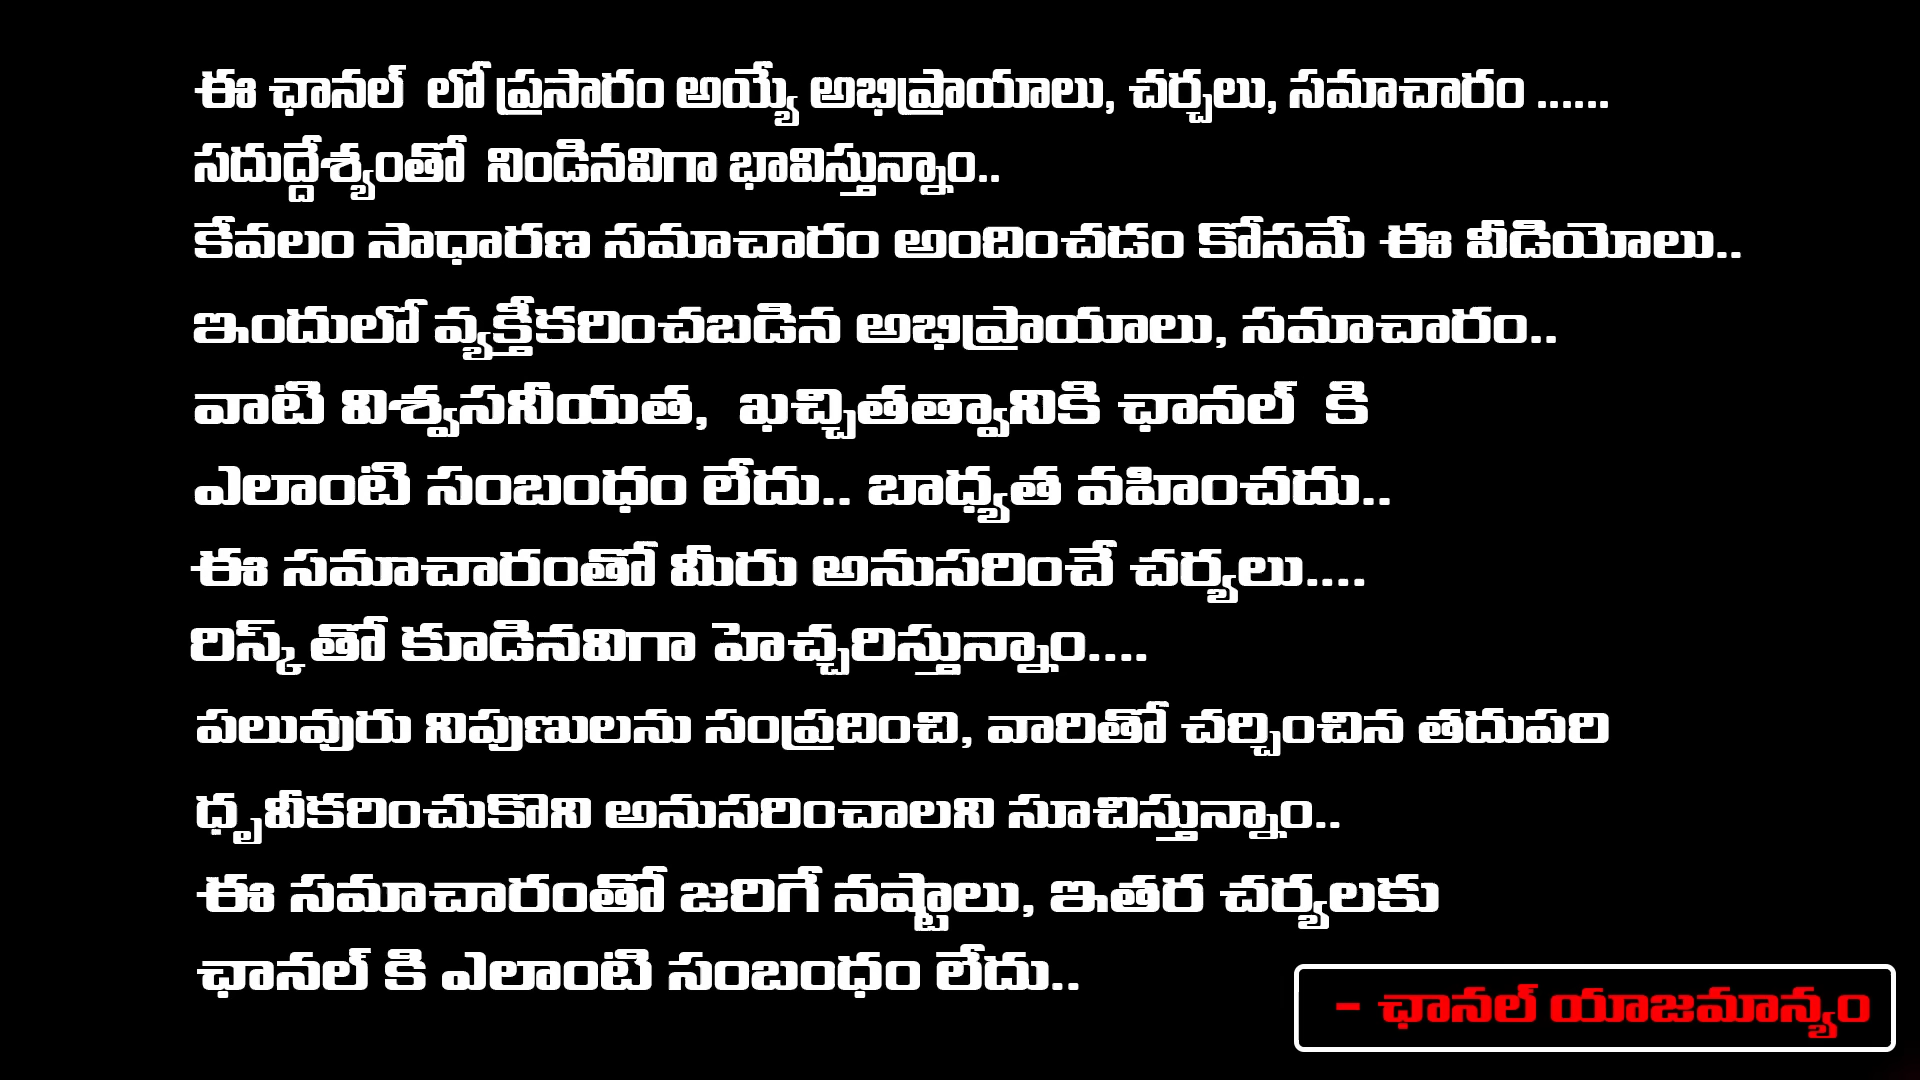 ఈ ఛానల్ లో ప్రసారం అయ్యే అభిప్రాయాలు, చర్చలు, సమాచారం ......
సదుద్దేశ్యంతో నిండినవిగా భావిస్తున్నాం..
కేవలం సాధారణ సమాచారం అందించడం కోసమే ఈ వీడియోలు..
ఇందులో వ్యక్తీకరించబడిన అభిప్రాయాలు, సమాచారం..
వాటి విశ్వసనీయత, ఖచ్చితత్వానికి ఛానల్ కి
ఎలాంటి సంబంధం లేదు.. బాధ్యత వహించదు..
ఈ సమాచారంతో మీరు అనుసరించే చర్యలు....
రిస్క్ తో కూడినవిగా హెచ్చరిస్తున్నాం....
పలువురు నిపుణులను సంప్రదించి, వారితో చర్చించిన తదుపరి
ధృవీకరించుకొని అనుసరించాలని సూచిస్తున్నాం..
ఈ సమాచారంతో జరిగే నష్టాలు, ఇతర చర్యలకు
ఛానల్ కి ఎలాంటి సంబంధం లేదు..
- ఛానల్ యాజమాన్యం